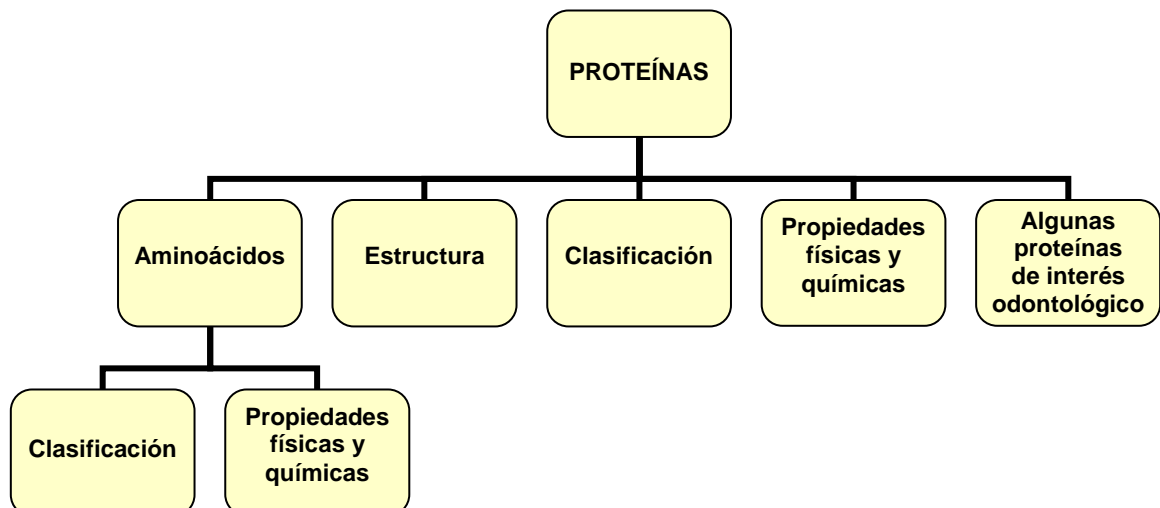 PROTEÍNAS
Aminoácidos
Estructura
Clasificación
Propiedades
físicas y
químicas
Algunas
proteínas
de interés
odontológico
Clasificación
Propiedades
físicas y
químicas